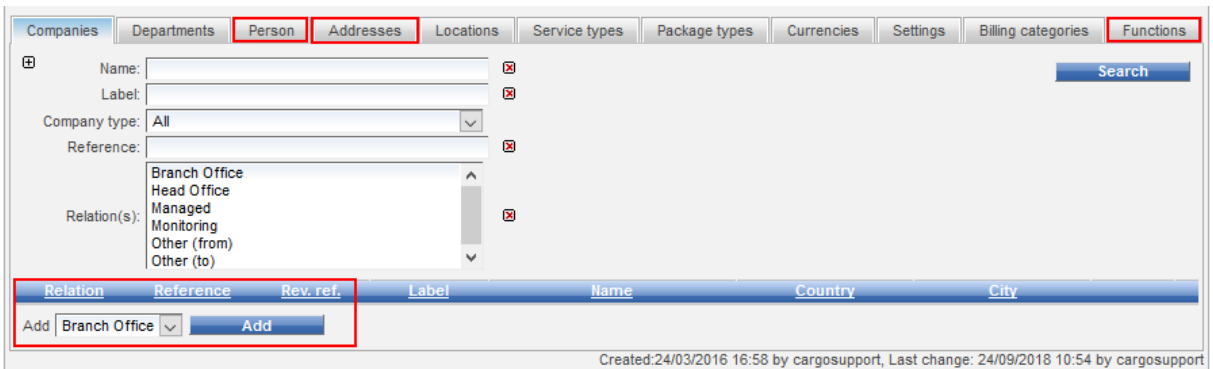 Companies Departments Person Addresses Locations Service types Package types Currencies Settings Billing categories Functions
Name: Search
Label:
Company type: All
Reference:
Relation(s): Branch Office
Head Office
Managed
Monitoring
Other (from)
Other (to)
Relation Reference Rev. ref. Label Name Country City
Add Branch Office Add
Created:24/03/2016 16:58 by cargosupport, Last change: 24/09/2018 10:54 by cargosupport